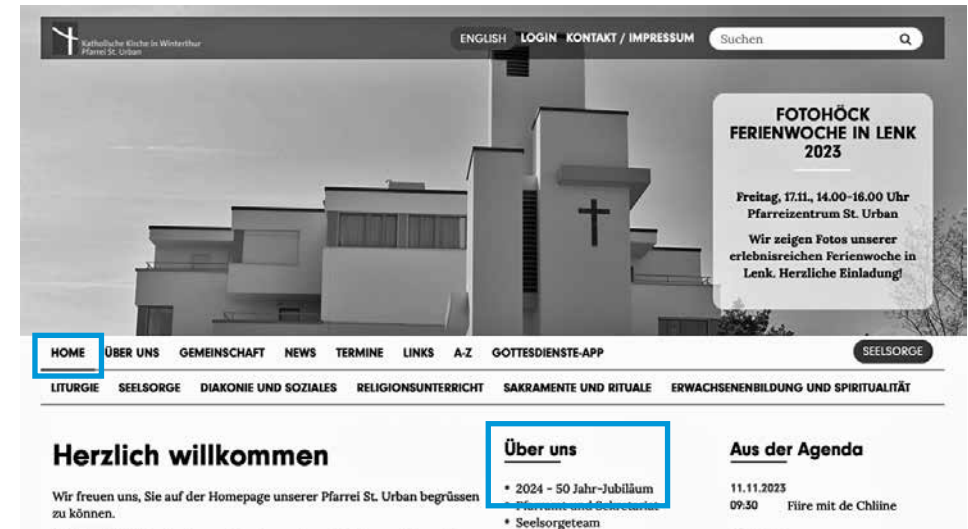 Katholische Kirche in Winterthur
Pfarrei St. Urban
ENGLISH LOGIN KONTAKT / IMPRESSUM Suchen
FOTOHÖCK
FERIENWOCHE IN LENK
2023
Freitag, 17.11., 14.00-16.00 Uhr
Pfarreizentrum St. Urban
Wir zeigen Fotos unserer
erlebnisreichen Ferienwoche in
Lenk. Herzliche Einladung!
HOME ÜBER UNS GEMEINSCHAFT NEWS TERMINE LINKS A-Z GOTTESDIENSTE-APP SEELSORGE
LITURGIE SEELSORGE DIAKONIE UND SOZIALES RELIGIONSUNTERRICHT SAKRAMENTE UND RITUALE ERWACHSENENBILDUNG UND SPIRITUALITÄT
Herzlich willkommen
Wir freuen uns, Sie auf der Homepage unserer Pfarrei St. Urban begrüssen
zu können.
Über uns
• 2024 - 50 Jahr-Jubiläum
• Pfarramt und Sekretariat
• Seelsorgeteam
Aus der Agenda
11.11.2023
09:30 Fiire mit de Chliine